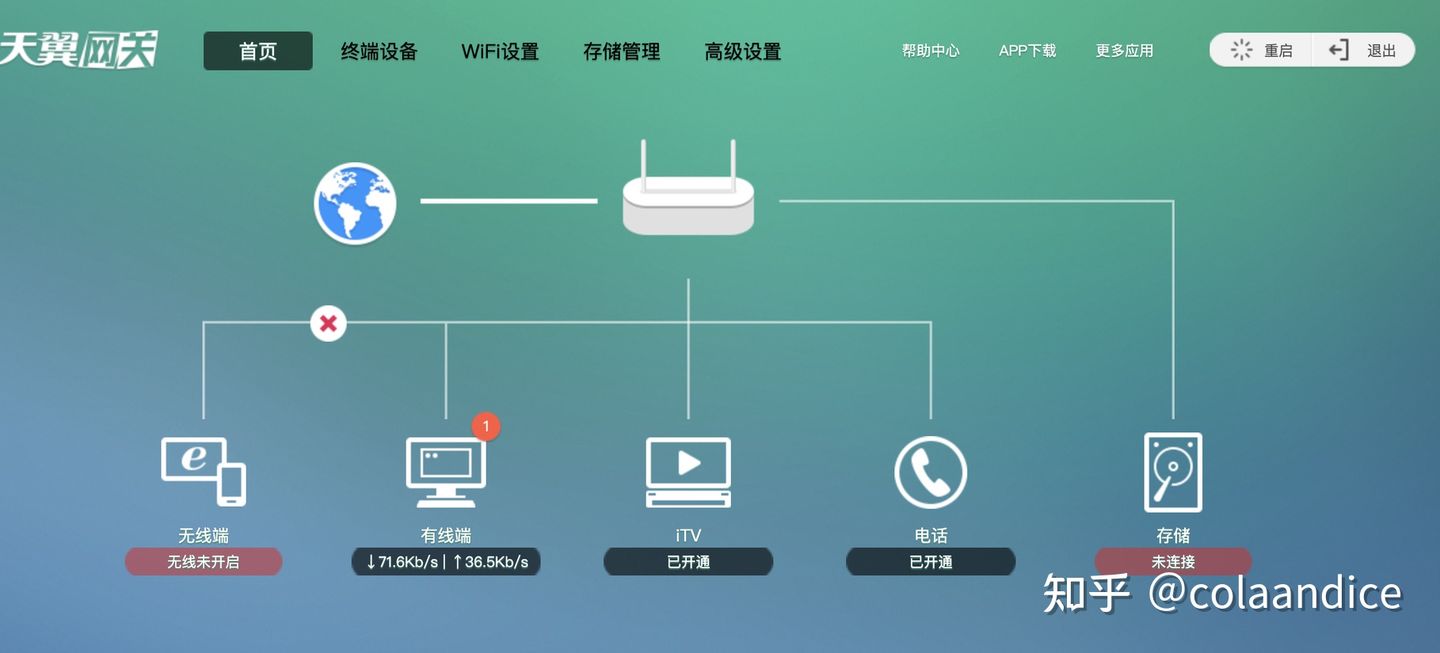 天翼网关
首页 终端设备 WiFi设置 存储管理 高级设置 帮助中心 APP下载 更多应用 重启 退出
e
1
无线端 有线端 iTV 电话 存储
无线未开启 ↓71.6Kb/s | ↑36.5Kb/s 已开通 已开通 未连接
知乎 @colaandice